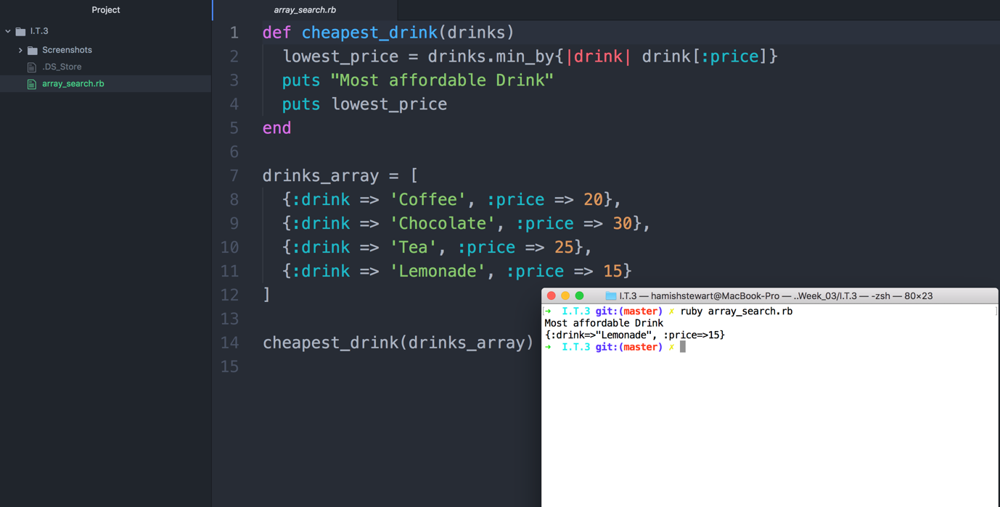 Project
I.T.3
Screenshots
.DS_Store
array_search.rb
array_search.rb
1 def cheapest_drink(drinks)
2 lowest_price = drinks.min_by{|drink| drink[:price]}
3 puts "Most affordable Drink"
4 puts lowest_price
5 end
6
7 drinks_array = [
8 {:drink => 'Coffee', :price => 20},
9 {:drink => 'Chocolate', :price => 30},
10 {:drink => 'Tea', :price => 25},
11 {:drink => 'Lemonade', :price => 15}
12 ]
13
14 cheapest_drink(drinks_array)
15
I.T.3 — hamishstewart@MacBook-Pro — ..Week_03/I.T.3 — -zsh — 80×23
[➜ I.T.3 git:(master) ✗ ruby array_search.rb ]
Most affordable Drink
{:drink=>"Lemonade", :price=>15}
➜ I.T.3 git:(master) ✗